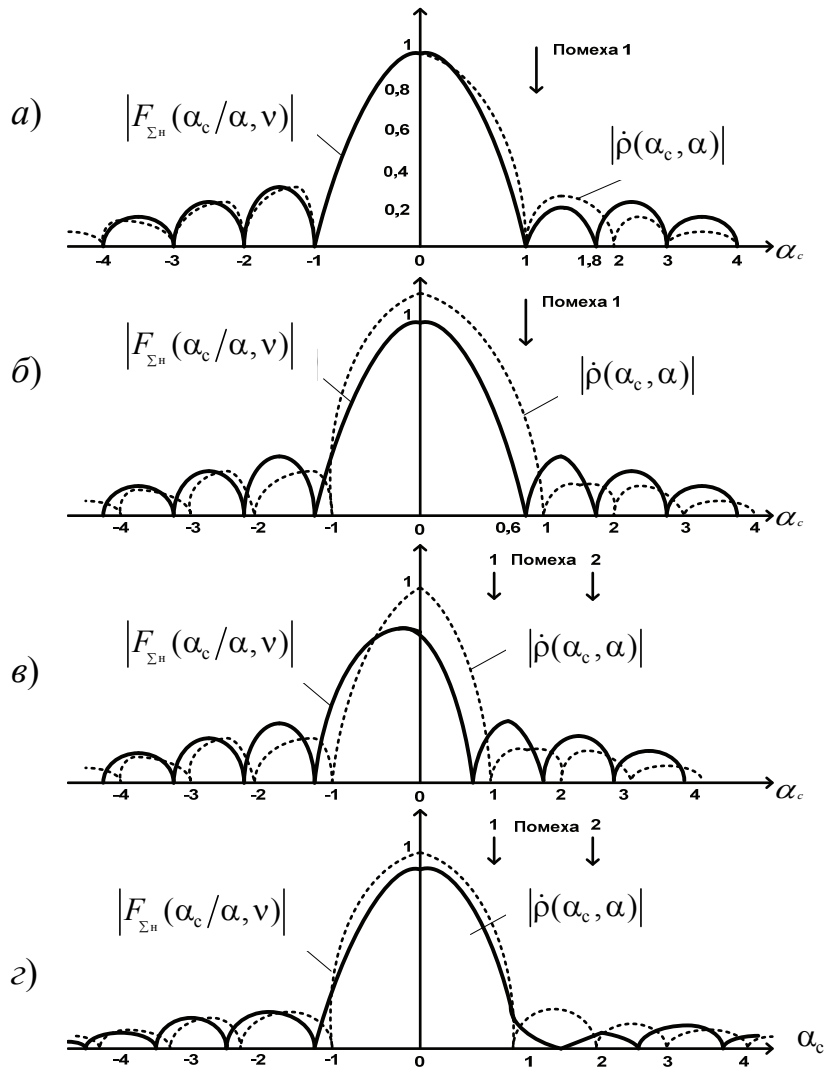 а)
1
Помеха 1
0,8
|F_Σн (α_c/α, ν)|
0,6
|ρ̇(α_c, α)|
0,4
0,2
-4 -3 -2 -1 0 1 1,8 2 3 4 α_c
б)
1
Помеха 1
|F_Σн (α_c/α, ν)|
|ρ̇(α_c, α)|
-4 -3 -2 -1 0 0,6 1 2 3 4 α_c
в)
1 Помеха 2
1
|F_Σн (α_c/α, ν)|
|ρ̇(α_c, α)|
-4 -3 -2 -1 0 1 2 3 4 α_c
г)
1 Помеха 2
1
|F_Σн (α_c/α, ν)|
|ρ̇(α_c, α)|
-4 -3 -2 -1 0 1 2 3 4 α_c